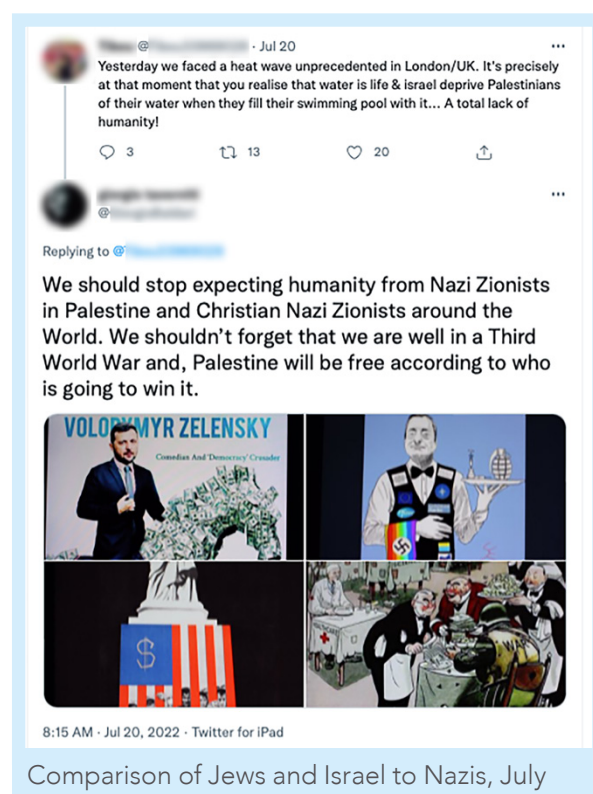 @
· Jul 20
Yesterday we faced a heat wave unprecedented in London/UK. It's precisely
at that moment that you realise that water is life & israel deprive Palestinians
of their water when they fill their swimming pool with it... A total lack of
humanity!
3 13 20
@
Replying to @
We should stop expecting humanity from Nazi Zionists
in Palestine and Christian Nazi Zionists around the
World. We shouldn't forget that we are well in a Third
World War and, Palestine will be free according to who
is going to win it.
VOLODYMYR ZELENSKY
Comedian And 'Democracy' Crusader
$
WAR
8:15 AM · Jul 20, 2022 · Twitter for iPad
Comparison of Jews and Israel to Nazis, July